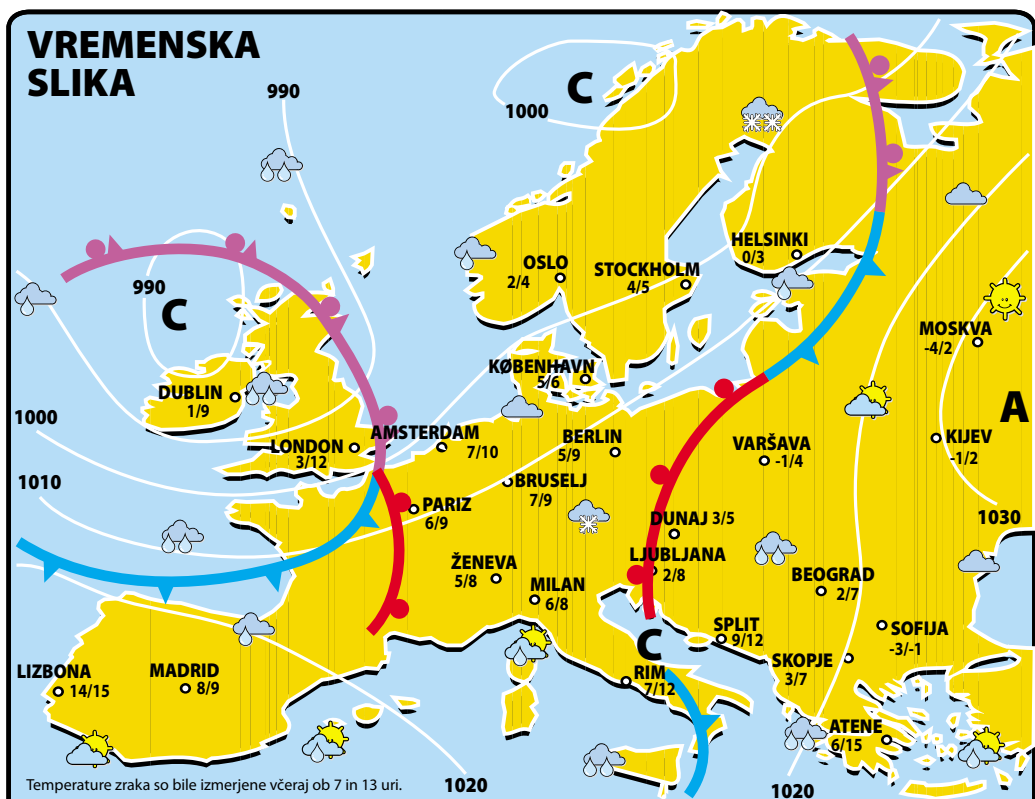 VREMENSKA
SLIKA
990
C
1000
990
C
HELSINKI
0/3
OSLO
2/4
STOCKHOLM
4/5
MOSKVA
-4/2
KØBENHAVN
5/6
DUBLIN
1/9
A
1000
LONDON
3/12
AMSTERDAM
7/10
BERLIN
5/9
VARŠAVA
-1/4
KIJEV
-1/2
1010
BRUSELJ
7/9
PARIZ
6/9
DUNAJ 3/5
1030
ŽENEVA
5/8
LJUBLJANA
2/8
MILAN
6/8
BEOGRAD
2/7
C
SPLIT
9/12
SOFIJA
-3/-1
LIZBONA
14/15
MADRID
8/9
RIM
7/12
SKOPJE
3/7
ATENE
6/15
Temperature zraka so bile izmerjene včeraj ob 7 in 13 uri.
1020
1020